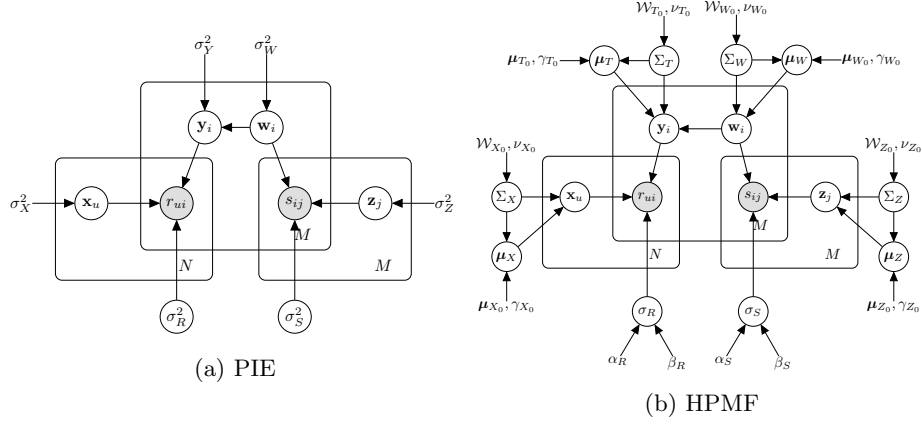 σ²_Y σ²_W
y_i w_i
σ²_X x_u r_ui s_ij z_j σ²_Z
M
N M
σ²_R σ²_S
(a) PIE
𝒲_T₀, ν_T₀ 𝒲_W₀, ν_W₀
μ_T₀, γ_T₀ μ_T Σ_T Σ_W μ_W μ_W₀, γ_W₀
y_i w_i
𝒲_X₀, ν_X₀ 𝒲_Z₀, ν_Z₀
Σ_X x_u r_ui s_ij z_j Σ_Z
M
μ_X N M μ_Z
μ_X₀, γ_X₀ σ_R σ_S μ_Z₀, γ_Z₀
α_R β_R α_S β_S
(b) HPMF